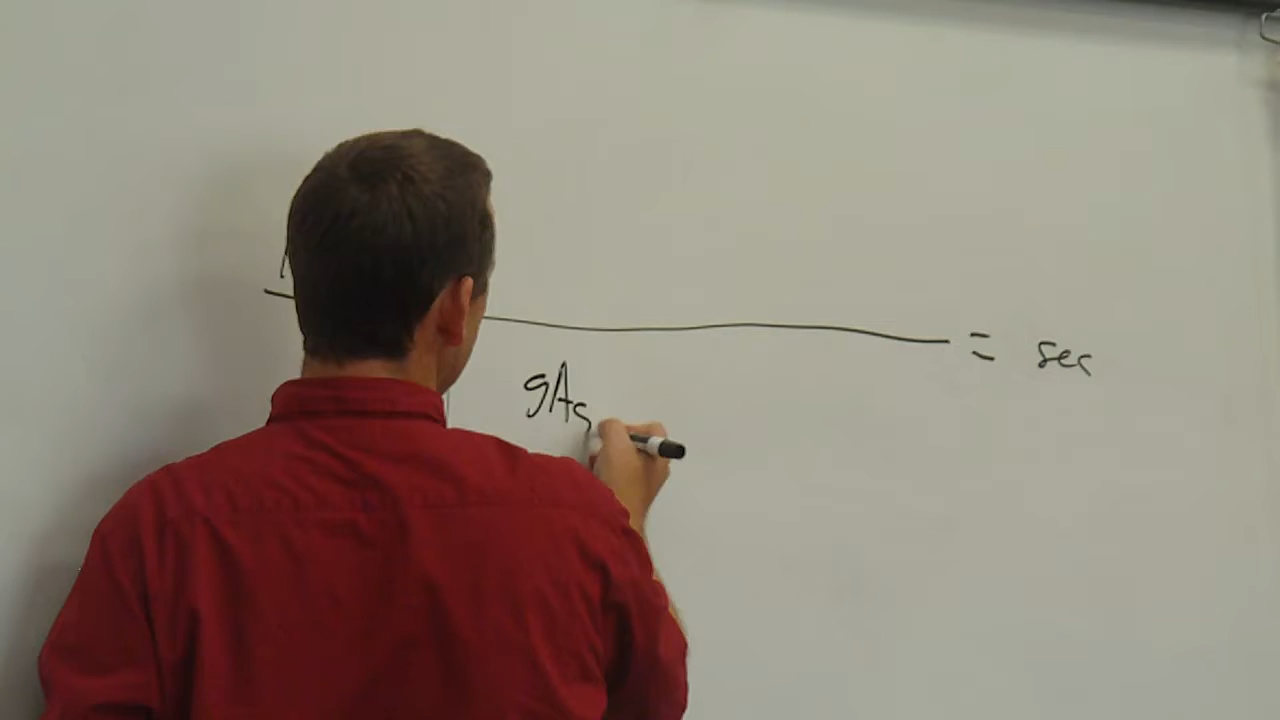 = sec
gAs